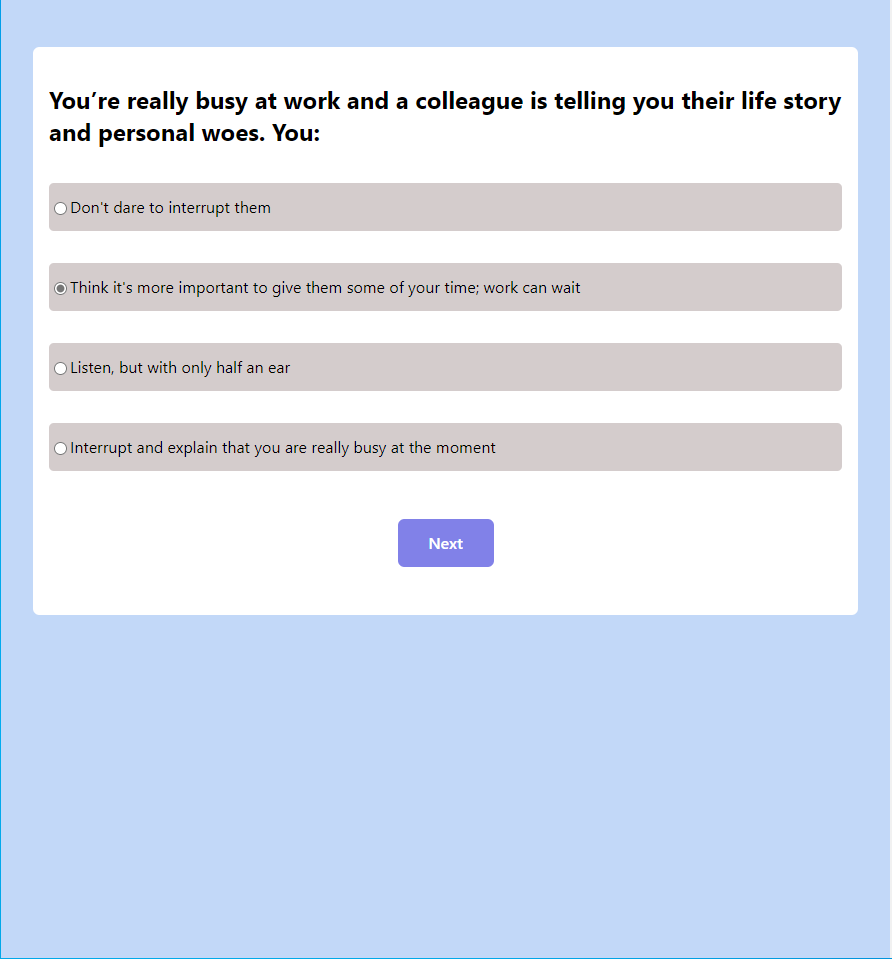 You’re really busy at work and a colleague is telling you their life story
and personal woes. You:
Don't dare to interrupt them
Think it's more important to give them some of your time; work can wait
Listen, but with only half an ear
Interrupt and explain that you are really busy at the moment
Next